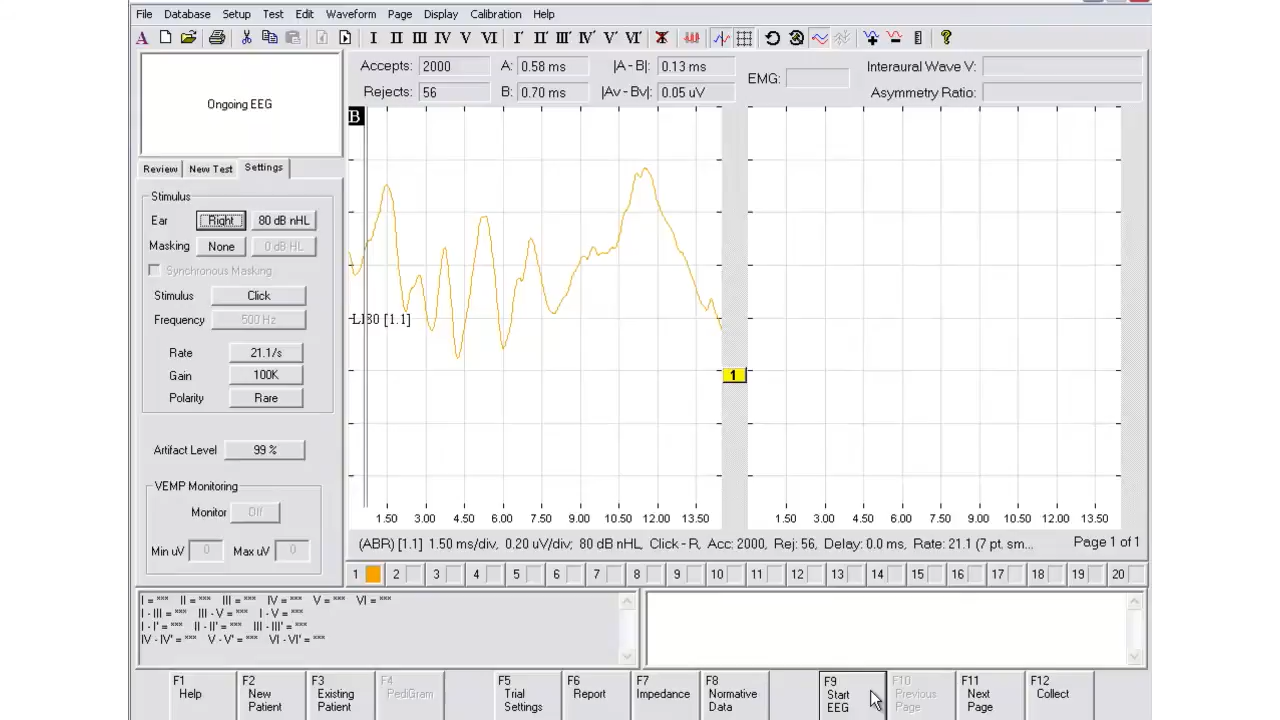 File Database Setup Test Edit Waveform Page Display Calibration Help
A I II III IV V VI I' II' III' IV' V' VI' ?
Accepts: 2000 A: 0.58 ms |A - B|: 0.13 ms EMG: Interaural Wave V:
Rejects: 56 B: 0.70 ms |Av - Bv|: 0.05 uV Asymmetry Ratio:
Ongoing EEG
B
Review New Test Settings
Stimulus
Ear Right 80 dB nHL
Masking None 0 dB HL
Synchronous Masking
Stimulus Click
Frequency 500 Hz
Rate 21.1/s
Gain 100K
Polarity Rare
Artifact Level 99 %
VEMP Monitoring
Monitor Off
Min uV 0 Max uV 0
[1.1]
1
1.50 3.00 4.50 6.00 7.50 9.00 10.50 12.00 13.50
1.50 3.00 4.50 6.00 7.50 9.00 10.50 12.00 13.50
(ABR) [1.1] 1.50 ms/div, 0.20 uV/div; 80 dB nHL, Click - R, Acc: 2000, Rej: 56, Delay: 0.0 ms, Rate: 21.1 (7 pt. sm... Page 1 of 1
1 2 3 4 5 6 7 8 9 10 11 12 13 14 15 16 17 18 19 20
I = *** II = *** III = *** IV = *** V = *** VI = ***
I - III = *** III - V = *** I - V = ***
I - I' = *** II - II' = *** III - III' = ***
IV - IV' = *** V - V' = *** VI - VI' = ***
F1 Help
F2 New Patient
F3 Existing Patient
F4 PediGram
F5 Trial Settings
F6 Report
F7 Impedance
F8 Normative Data
F9 Start EEG
F10 Previous Page
F11 Next Page
F12 Collect